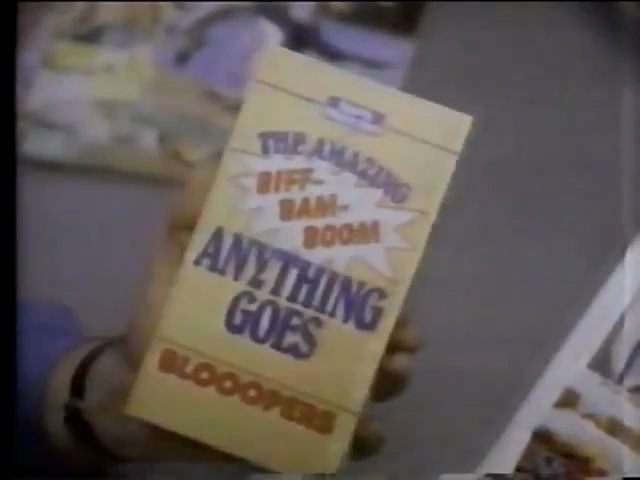 THE AMAZING
BIFF-
BAM-
BOOM
ANYTHING
GOES
BLOOOPERS